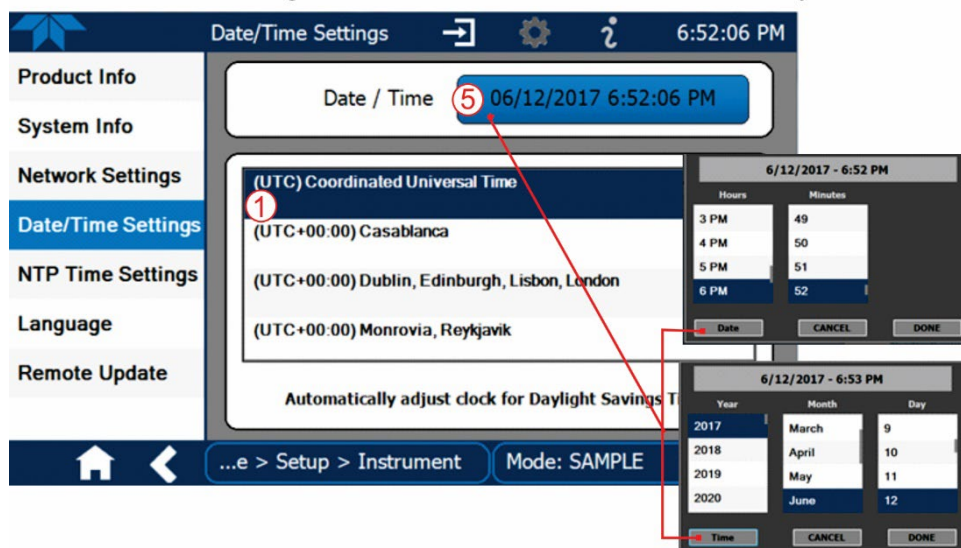 Date/Time Settings
6:52:06 PM
Product Info
System Info
Network Settings
Date/Time Settings
NTP Time Settings
Language
Remote Update
Date / Time
5
06/12/2017 6:52:06 PM
(UTC) Coordinated Universal Time
1
(UTC+00:00) Casablanca
(UTC+00:00) Dublin, Edinburgh, Lisbon, London
(UTC+00:00) Monrovia, Reykjavik
Automatically adjust clock for Daylight Savings
...e > Setup > Instrument
Mode: SAMPLE
6/12/2017 - 6:52 PM
Hours Minutes
3 PM 49
4 PM 50
5 PM 51
6 PM 52
Date CANCEL DONE
6/12/2017 - 6:53 PM
Year Month Day
2017 March 9
2018 April 10
2019 May 11
2020 June 12
Time CANCEL DONE